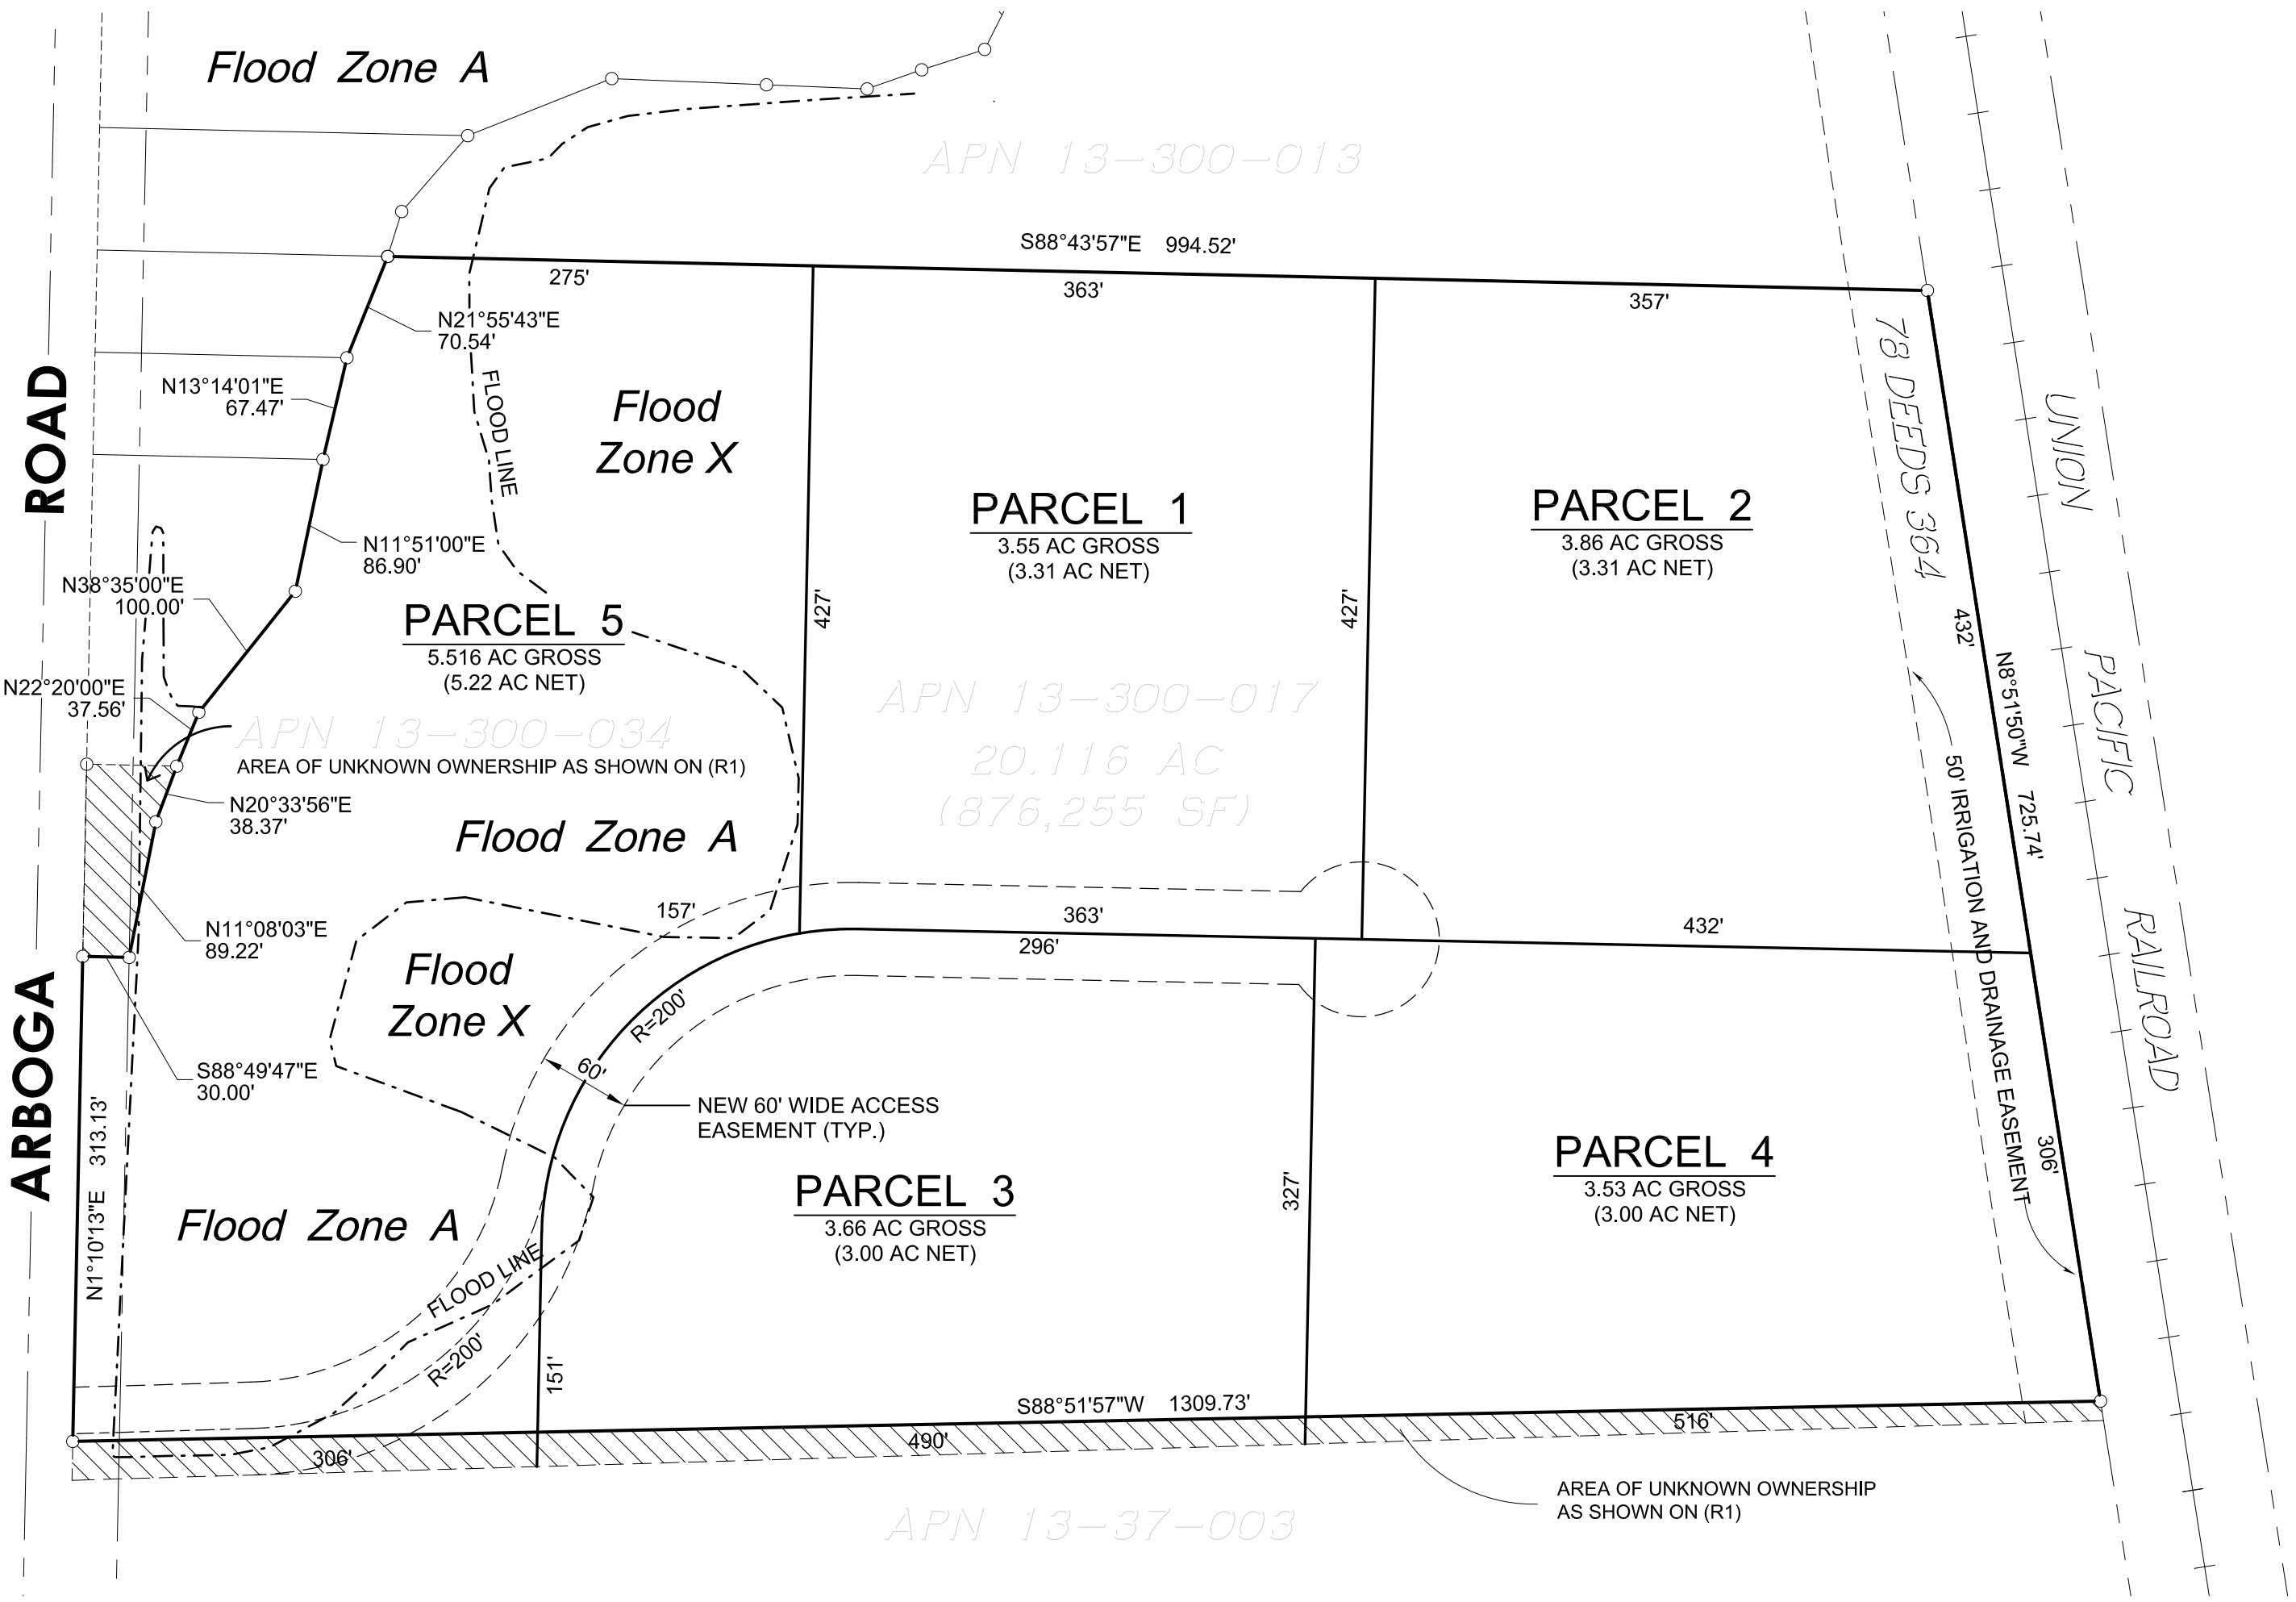 Flood Zone A
APN 13-300-013
S88°43'57"E 994.52'
275'
363'
357'
N21°55'43"E
70.54'
N13°14'01"E
67.47'
FLOOD LINE
Flood
Zone X
ROAD
78 DEEDS 364
UNION
PACIFIC
RAILROAD
PARCEL 1
3.55 AC GROSS
(3.31 AC NET)
PARCEL 2
3.86 AC GROSS
(3.31 AC NET)
N11°51'00"E
86.90'
N38°35'00"E
100.00'
427'
427'
432'
N8°51'50"W 725.74'
PARCEL 5
5.516 AC GROSS
(5.22 AC NET)
N22°20'00"E
37.56'
APN 13-300-034
AREA OF UNKNOWN OWNERSHIP AS SHOWN ON (R1)
APN 13-300-017
20.116 AC
(876,255 SF)
50' IRRIGATION AND DRAINAGE EASEMENT
N20°33'56"E
38.37'
Flood Zone A
N11°08'03"E
89.22'
157'
363'
296'
432'
Flood
Zone X
R=200'
60'
ARBOGA
S88°49'47"E
30.00'
NEW 60' WIDE ACCESS
EASEMENT (TYP.)
N1°10'13"E 313.13'
Flood Zone A
PARCEL 3
3.66 AC GROSS
(3.00 AC NET)
327'
PARCEL 4
3.53 AC GROSS
(3.00 AC NET)
306'
FLOOD LINE
R=200'
151'
S88°51'57"W 1309.73'
306'
490'
516'
AREA OF UNKNOWN OWNERSHIP
AS SHOWN ON (R1)
APN 13-37-003